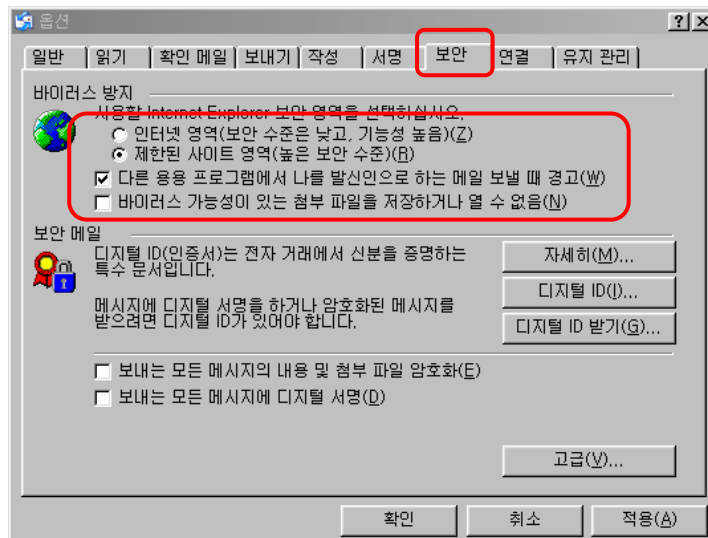 옵션
일반 읽기 확인 메일 보내기 작성 서명 보안 연결 유지 관리
바이러스 방지
사용할 Internet Explorer 보안 영역을 선택하십시오.
인터넷 영역(보안 수준은 낮고, 기능성 높음)(Z)
제한된 사이트 영역(높은 보안 수준)(R)
다른 응용 프로그램에서 나를 발신인으로 하는 메일 보낼 때 경고(W)
바이러스 가능성이 있는 첨부 파일을 저장하거나 열 수 없음(N)
보안 메일
디지털 ID(인증서)는 전자 거래에서 신분을 증명하는
특수 문서입니다.
자세히(M)...
디지털 ID(I)...
메시지에 디지털 서명을 하거나 암호화된 메시지를
받으려면 디지털 ID가 있어야 합니다.
디지털 ID 받기(G)...
보내는 모든 메시지의 내용 및 첨부 파일 암호화(E)
보내는 모든 메시지에 디지털 서명(D)
고급(V)...
확인 취소 적용(A)